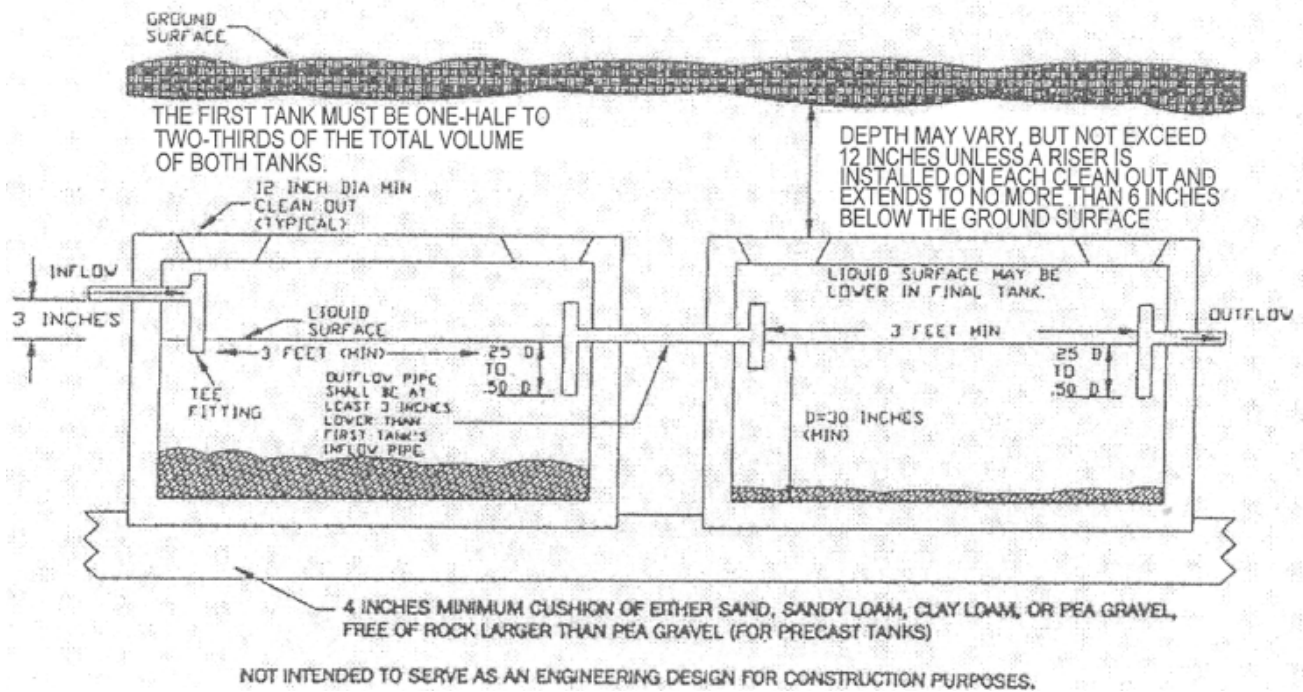 GROUND
SURFACE
THE FIRST TANK MUST BE ONE-HALF TO
TWO-THIRDS OF THE TOTAL VOLUME
OF BOTH TANKS.
DEPTH MAY VARY, BUT NOT EXCEED
12 INCHES UNLESS A RISER IS
INSTALLED ON EACH CLEAN OUT AND
EXTENDS TO NO MORE THAN 6 INCHES
BELOW THE GROUND SURFACE
12 INCH DIA MIN
CLEAN OUT
(TYPICAL)
INFLOW
3 INCHES
LIQUID
SURFACE
3 FEET (MIN)
.25 D
TO
.50 D
TEE
FITTING
OUTFLOW PIPE
SHALL BE AT
LEAST 3 INCHES
LOWER THAN
FIRST TANK'S
INFLOW PIPE.
LIQUID SURFACE MAY BE
LOWER IN FINAL TANK.
3 FEET MIN
OUTFLOW
.25 D
TO
.50 D
D=30 INCHES
(MIN)
4 INCHES MINIMUM CUSHION OF EITHER SAND, SANDY LOAM, CLAY LOAM, OR PEA GRAVEL,
FREE OF ROCK LARGER THAN PEA GRAVEL (FOR PRECAST TANKS)
NOT INTENDED TO SERVE AS AN ENGINEERING DESIGN FOR CONSTRUCTION PURPOSES.